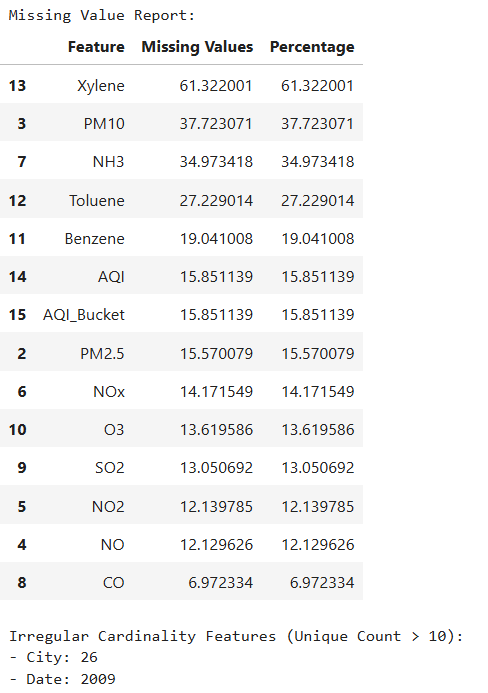 Missing Value Report:
Feature Missing Values Percentage
13 Xylene 61.322001 61.322001
3 PM10 37.723071 37.723071
7 NH3 34.973418 34.973418
12 Toluene 27.229014 27.229014
11 Benzene 19.041008 19.041008
14 AQI 15.851139 15.851139
15 AQI_Bucket 15.851139 15.851139
2 PM2.5 15.570079 15.570079
6 NOx 14.171549 14.171549
10 O3 13.619586 13.619586
9 SO2 13.050692 13.050692
5 NO2 12.139785 12.139785
4 NO 12.129626 12.129626
8 CO 6.972334 6.972334
Irregular Cardinality Features (Unique Count > 10):
- City: 26
- Date: 2009